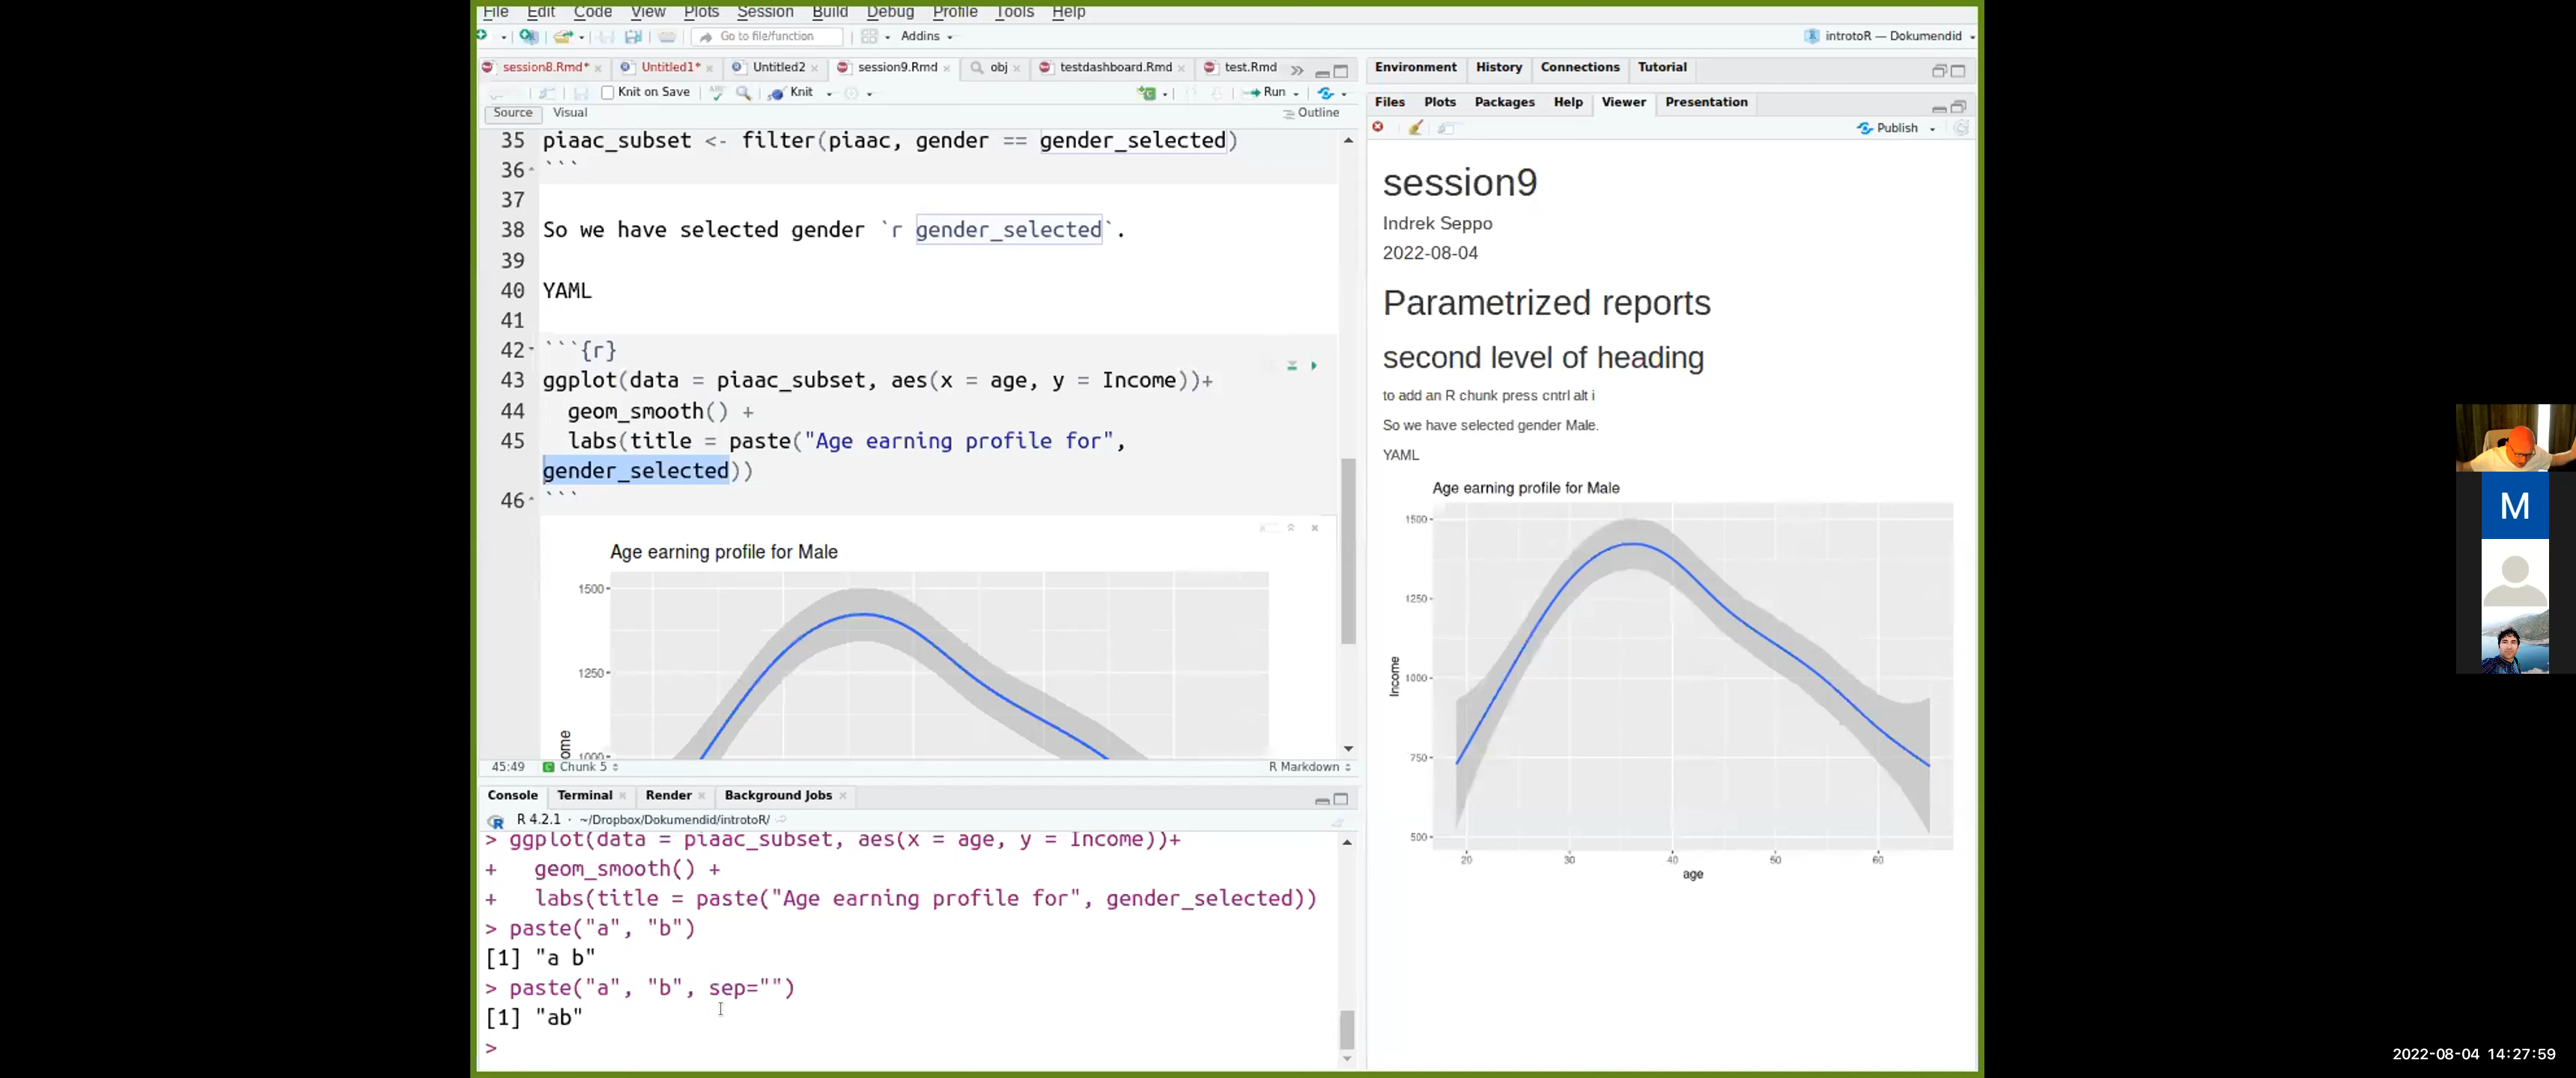 File Edit Code View Plots Session Build Debug Profile Tools Help
Go to file/function Addins introtoR — Dokumendid
session8.Rmd* Untitled1* Untitled2 session9.Rmd obj testdashboard.Rmd test.Rmd
Knit on Save Knit Run
Source Visual Outline
35 piaac_subset <- filter(piaac, gender == gender_selected)
36 ```
37
38 So we have selected gender `r gender_selected`.
39
40 YAML
41
42 ```{r}
43 ggplot(data = piaac_subset, aes(x = age, y = Income))+
44 geom_smooth() +
45 labs(title = paste("Age earning profile for",
gender_selected))
46 ```
Age earning profile for Male
1500
1250
1000
ome
45:49 Chunk 5 R Markdown
Console Terminal Render Background Jobs
R 4.2.1 · ~/Dropbox/Dokumendid/introtoR/
> ggplot(data = piaac_subset, aes(x = age, y = Income))+
+ geom_smooth() +
+ labs(title = paste("Age earning profile for", gender_selected))
> paste("a", "b")
[1] "a b"
> paste("a", "b", sep="")
[1] "ab"
>
Environment History Connections Tutorial
Files Plots Packages Help Viewer Presentation
Publish
session9
Indrek Seppo
2022-08-04
Parametrized reports
second level of heading
to add an R chunk press cntrl alt i
So we have selected gender Male.
YAML
Age earning profile for Male
1500
1250
1000
750
500
Income
20 30 40 50 60
age
M
2022-08-04 14:27:59